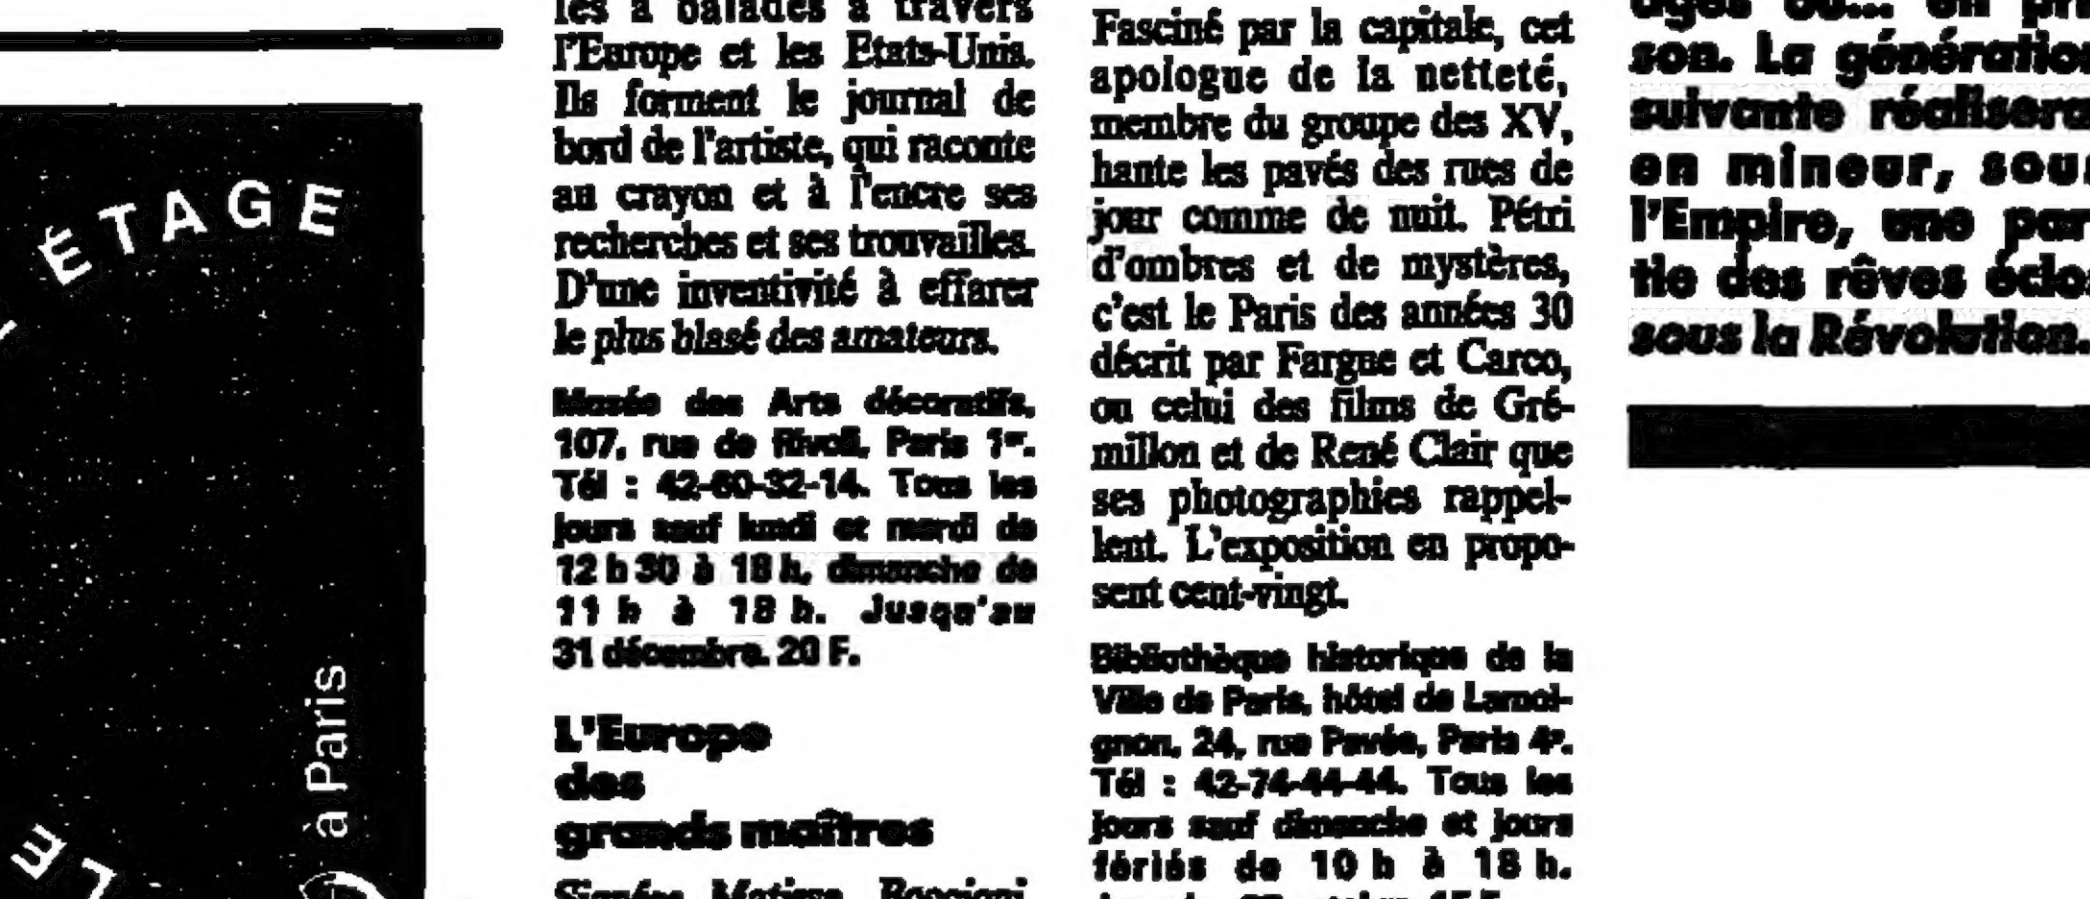 ÉTAGE
à Paris
les à balades à travers
l'Europe et les Etats-Unis.
Ils forment le journal de
bord de l'artiste, qui raconte
au crayon et à l'encre ses
recherches et ses trouvailles.
D'une inventivité à effarer
le plus blasé des amateurs.
Musée des Arts décoratifs,
107, rue de Rivoli, Paris 1er.
Tél : 42-60-32-14. Tous les
jours sauf lundi et mardi de
12 h 30 à 18 h, dimanche de
11 h à 18 h. Jusqu'au
31 décembre. 20 F.
L'Europe
des
grands maîtres
Signées Matisse, Boccioni,
Fasciné par la capitale, cet
apologue de la netteté,
membre du groupe des XV,
hante les pavés des rues de
jour comme de nuit. Pétri
d'ombres et de mystères,
c'est le Paris des années 30
décrit par Fargue et Carco,
ou celui des films de Gré-
millon et de René Clair que
ses photographies rappel-
lent. L'exposition en propo-
sent cent-vingt.
Bibliothèque historique de la
Ville de Paris, hôtel de Lamoi-
gnon, 24, rue Pavée, Paris 4e.
Tél : 42-74-44-44. Tous les
jours sauf dimanche et jours
fériés de 10 h à 18 h.
son. La génération
suivante réalisera
en mineur, sous
l'Empire, une par-
tie des rêves éclos
sous la Révolution.